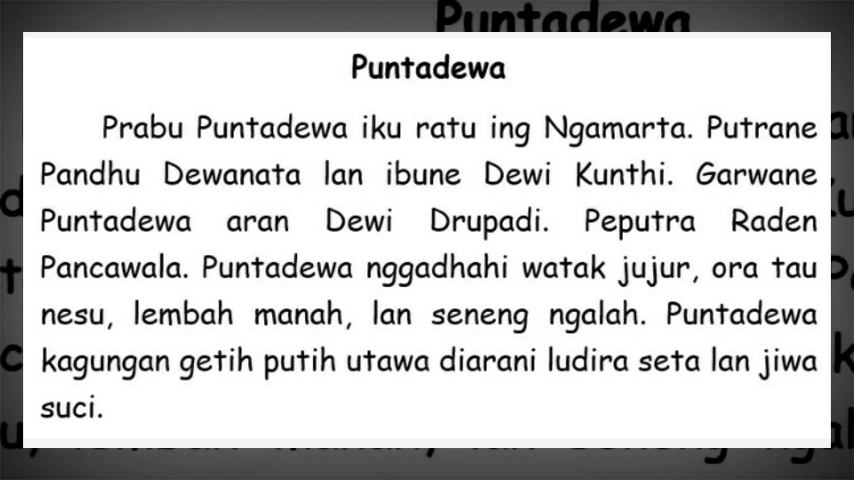 Puntadewa
Puntadewa
Prabu Puntadewa iku ratu ing Ngamarta. Putrane
Pandhu Dewanata lan ibune Dewi Kunthi. Garwane
Puntadewa aran Dewi Drupadi. Peputra Raden
Pancawala. Puntadewa nggadhahi watak jujur, ora tau
nesu, lembah manah, lan seneng ngalah. Puntadewa
kagungan getih putih utawa diarani ludira seta lan jiwa
suci.